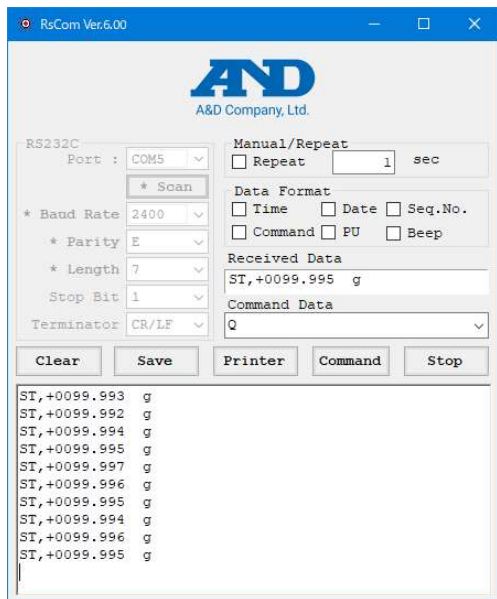 RsCom Ver.6.00
AND
A&D Company, Ltd.
RS232C
Port : COM5
* Scan
* Baud Rate 2400
* Parity E
* Length 7
Stop Bit 1
Terminator CR/LF
Manual/Repeat
Repeat 1 sec
Data Format
Time Date Seq.No.
Command PU Beep
Received Data
ST,+0099.995 g
Command Data
Q
Clear Save Printer Command Stop
ST,+0099.993 g
ST,+0099.992 g
ST,+0099.994 g
ST,+0099.995 g
ST,+0099.997 g
ST,+0099.996 g
ST,+0099.995 g
ST,+0099.994 g
ST,+0099.996 g
ST,+0099.995 g